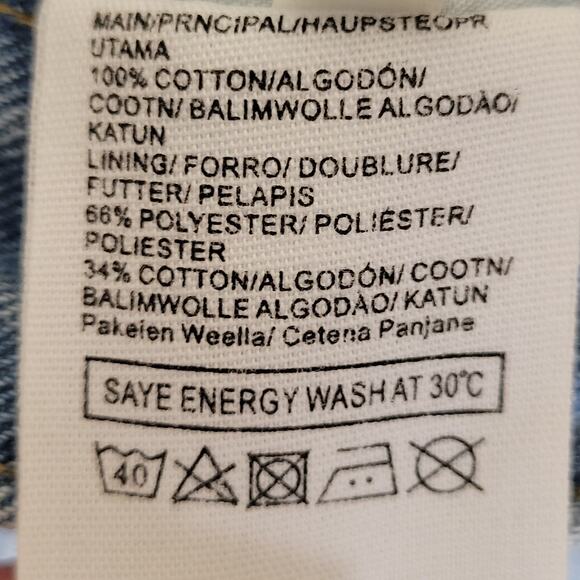 MAIN/PRNCIPAL/HAUPSTEOPR
UTAMA
100% COTTON/ALGODÓN/
COOTN/ BALIMWOLLE ALGODÀO/
KATUN
LINING/ FORRO/ DOUBLURE/
FUTTER/ PELAPIS
66% POLYESTER/ POLIÉSTER/
POLIESTER
34% COTTON/ALGODÓN/ COOTN/
BALIMWOLLE ALGODÀO/ KATUN
Pakeien Weella/ Cetena Panjane
SAYE ENERGY WASH AT 30°C
40